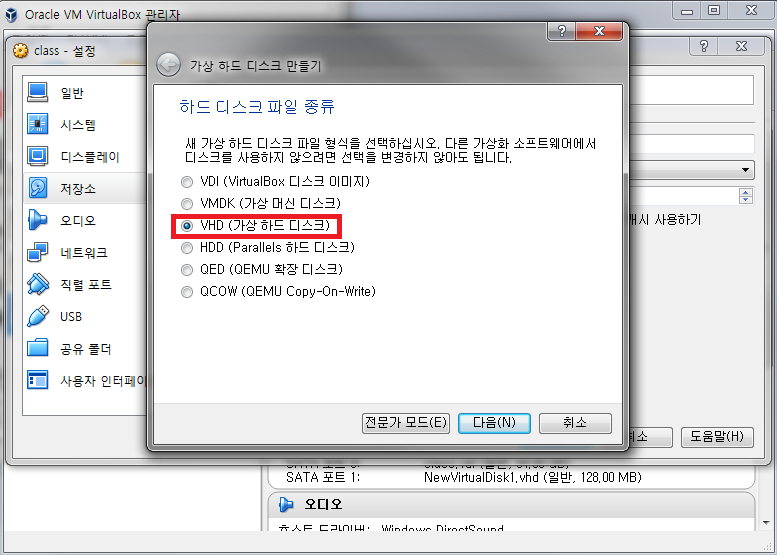 Oracle VM VirtualBox 관리자
class - 설정
일반
시스템
디스플레이
저장소
오디오
네트워크
직렬 포트
USB
공유 폴더
사용자 인터페이
가상 하드 디스크 만들기
하드 디스크 파일 종류
새 가상 하드 디스크 파일 형식을 선택하십시오. 다른 가상화 소프트웨어에서
디스크를 사용하지 않으려면 선택을 변경하지 않아도 됩니다.
VDI (VirtualBox 디스크 이미지)
VMDK (가상 머신 디스크)
VHD (가상 하드 디스크)
HDD (Parallels 하드 디스크)
QED (QEMU 확장 디스크)
QCOW (QEMU Copy-On-Write)
전문가 모드(E)
다음(N)
취소
캐시 사용하기
도움말(H)
SATA 포트 1: NewVirtualDisk1.vhd (일반, 128,00 MB)
오디오
호스트 드라이버: Windows DirectSound